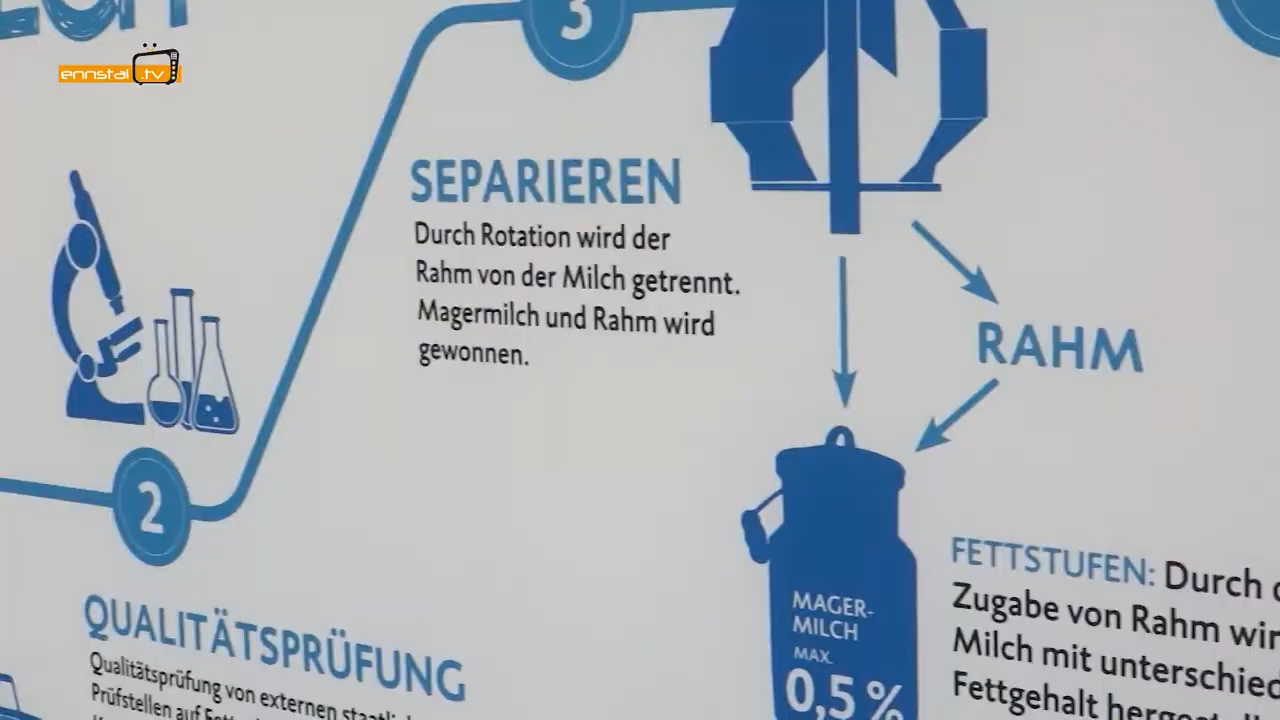 ennstal.tv
3
SEPARIEREN
Durch Rotation wird der
Rahm von der Milch getrennt.
Magermilch und Rahm wird
gewonnen.
RAHM
2
QUALITÄTSPRÜFUNG
Qualitätsprüfung von externen
Prüfstellen auf
MAGER-
MILCH
MAX.
0,5 %
FETTSTUFEN: Durch
Zugabe von Rahm
Milch mit
Fettgehalt